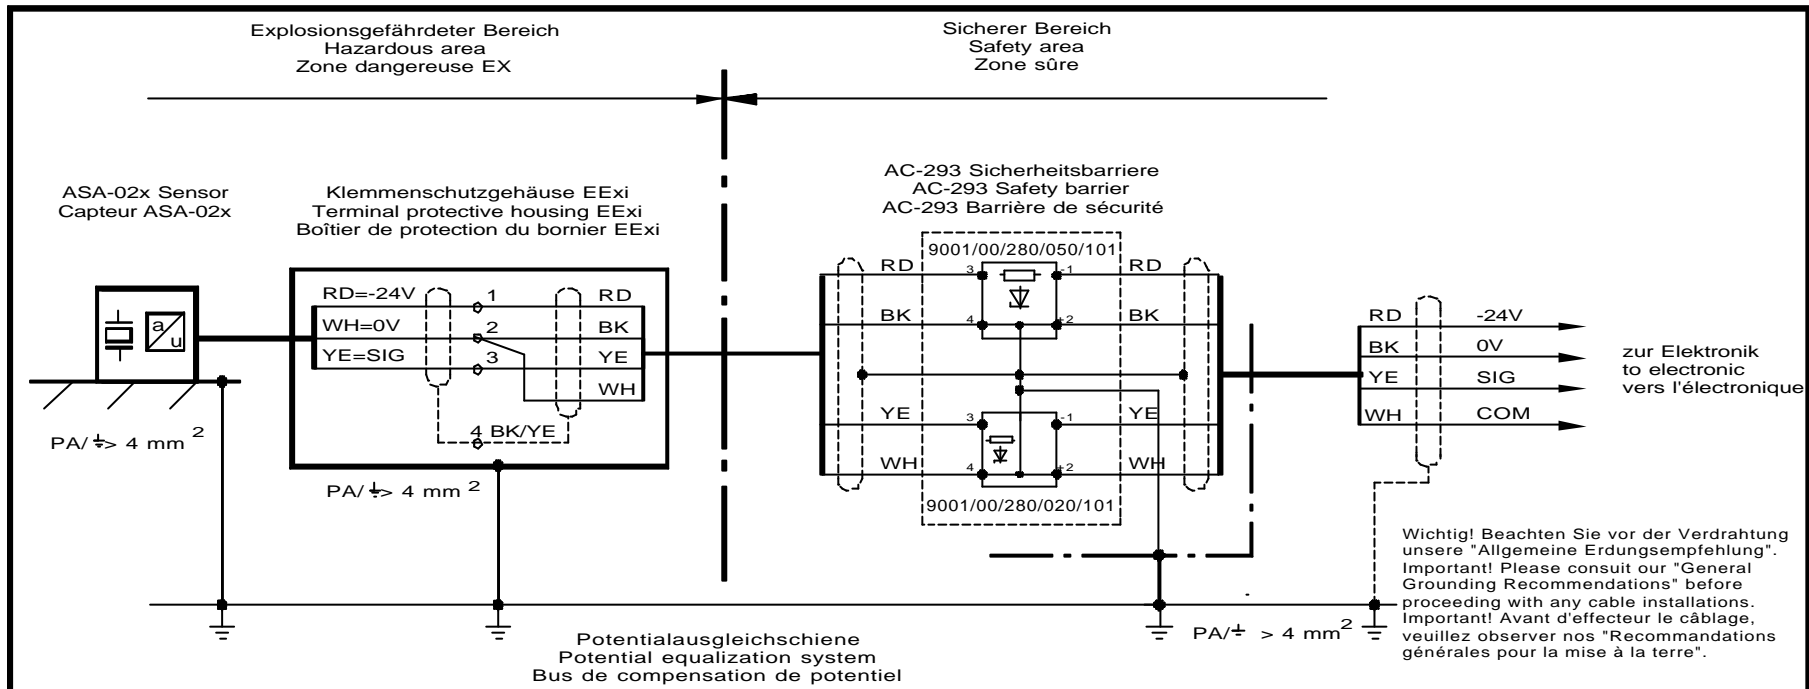 Explosionsgefährdeter Bereich
Hazardous area
Zone dangereuse EX
Sicherer Bereich
Safety area
Zone sûre
ASA-02x Sensor
Capteur ASA-02x
Klemmenschutzgehäuse EExi
Terminal protective housing EExi
Boîtier de protection du bornier EExi
AC-293 Sicherheitsbarriere
AC-293 Safety barrier
AC-293 Barrière de sécurité
a
u
RD=-24V
WH=0V
YE=SIG
1
2
3
4 BK/YE
RD
BK
YE
WH
PA/ > 4 mm 2
PA/ > 4 mm 2
9001/00/280/050/101
RD 3 -1 RD
BK 4 +2 BK
YE 3 -1 YE
WH 4 +2 WH
9001/00/280/020/101
RD -24V
BK 0V
YE SIG
WH COM
zur Elektronik
to electronic
vers l'électronique
Wichtig! Beachten Sie vor der Verdrahtung
unsere "Allgemeine Erdungsempfehlung".
Important! Please consuit our "General
Grounding Recommendations" before
proceeding with any cable installations.
Important! Avant d'effecteur le câblage,
veuillez observer nos "Recommandations
générales pour la mise à la terre".
PA/ > 4 mm 2
Potentialausgleichschiene
Potential equalization system
Bus de compensation de potentiel